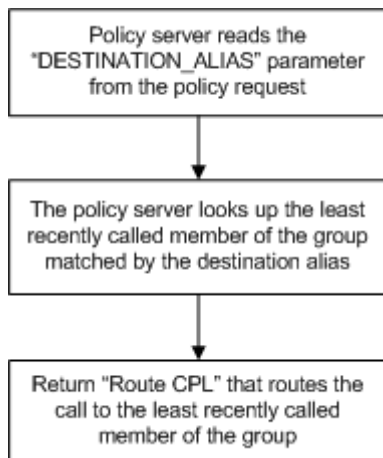 Policy server reads the
"DESTINATION_ALIAS" parameter
from the policy request
The policy server looks up the least
recently called member of the group
matched by the destination alias
Return "Route CPL" that routes the
call to the least recently called
member of the group